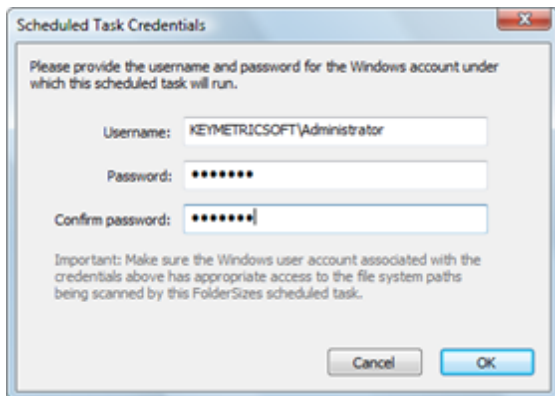 Scheduled Task Credentials
Please provide the username and password for the Windows account under
which this scheduled task will run.
Username: KEYMETRICSOFT\Administrator
Password: •••••••
Confirm password: •••••••
Important: Make sure the Windows user account associated with the
credentials above has appropriate access to the file system paths
being scanned by this FolderSizes scheduled task.
Cancel OK